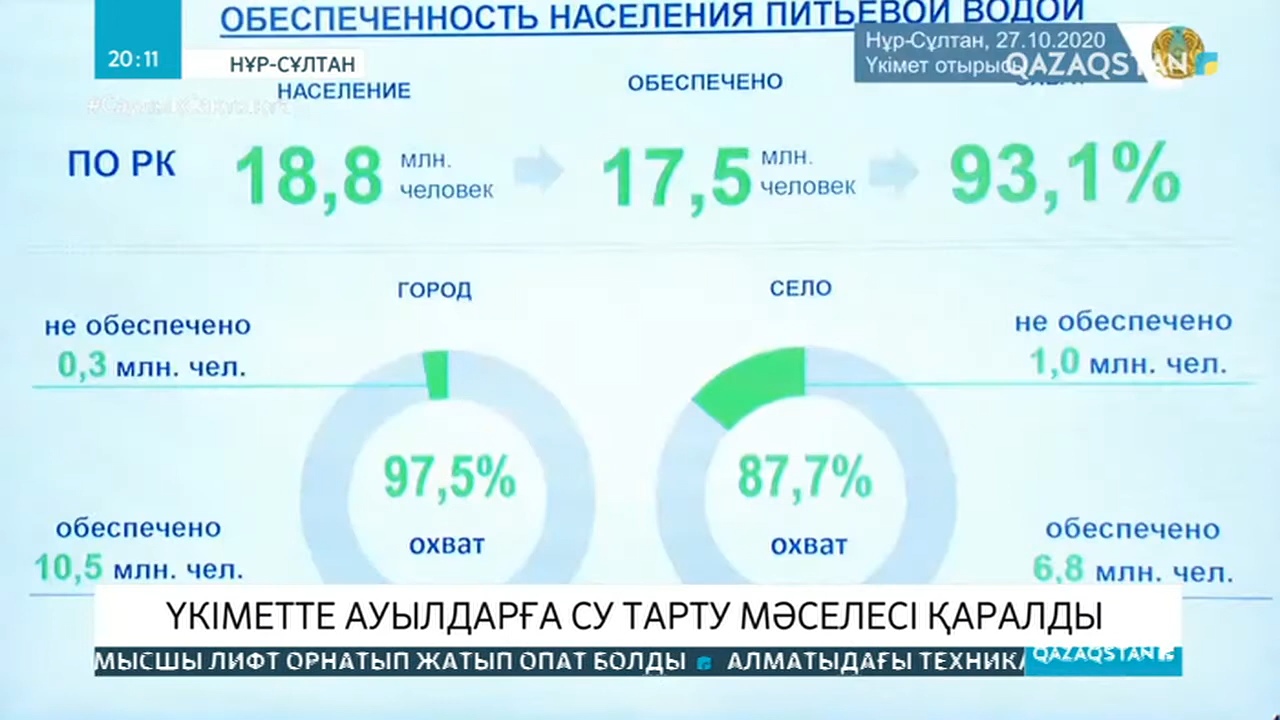 ОБЕСПЕЧЕННОСТЬ НАСЕЛЕНИЯ ПИТЬЕВОЙ ВОДОЙ
20:11
НҰР-СҰЛТАН
Нұр-Сұлтан, 27.10.2020
Үкімет отырысы
QAZAQSTAN
НАСЕЛЕНИЕ
ОБЕСПЕЧЕНО
ПО РК
18,8 млн. человек
17,5 млн. человек
93,1%
ГОРОД
СЕЛО
не обеспечено
0,3 млн. чел.
не обеспечено
1,0 млн. чел.
97,5%
охват
87,7%
охват
обеспечено
10,5 млн. чел.
обеспечено
6,8 млн. чел.
ҮКІМЕТТЕ АУЫЛДАРҒА СУ ТАРТУ МӘСЕЛЕСІ ҚАРАЛДЫ
МЫСШЫ ЛИФТ ОРНАТЫП ЖАТЫП ОПАТ БОЛДЫ АЛМАТЫДАҒЫ ТЕХНИКА
QAZAQSTAN